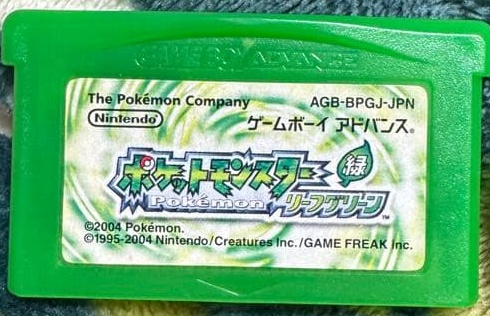 GAME BOY ADVANCE
The Pokémon Company AGB-BPGJ-JPN
Nintendo ゲームボーイ アドバンス®
ポケットモンスター 緑
Pokémon リーフグリーン™
©2004 Pokémon.
©1995-2004 Nintendo/Creatures Inc./GAME FREAK inc.